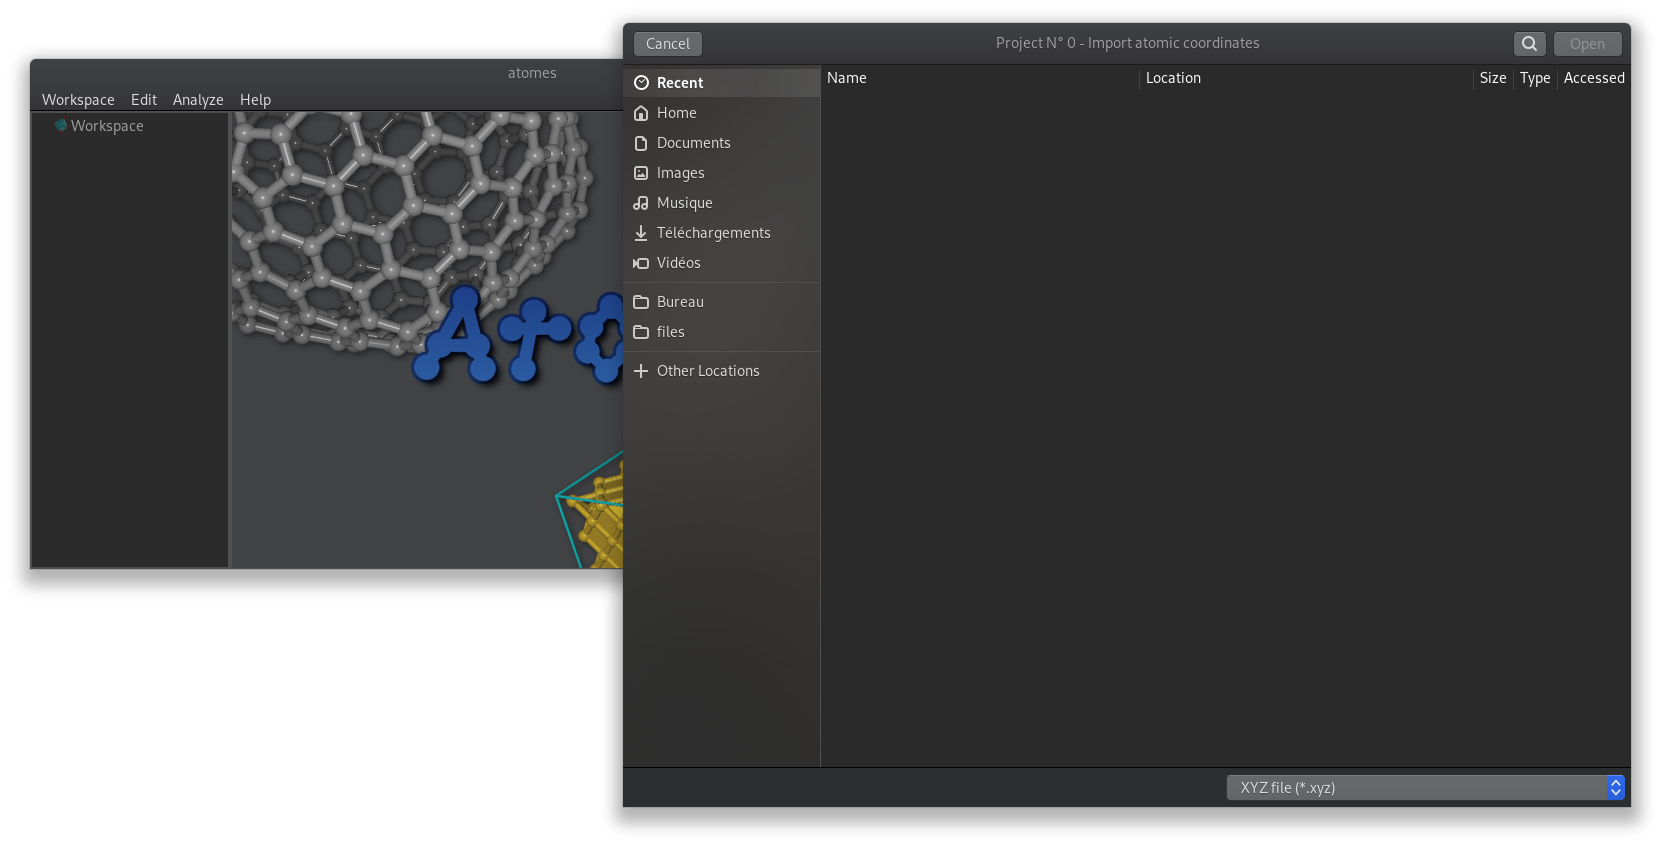 atomes
Workspace Edit Analyze Help
Workspace
Cancel
Project N° 0 - Import atomic coordinates
Open
Recent
Home
Documents
Images
Musique
Téléchargements
Vidéos
Bureau
files
Other Locations
Name Location Size Type Accessed
XYZ file (*.xyz)